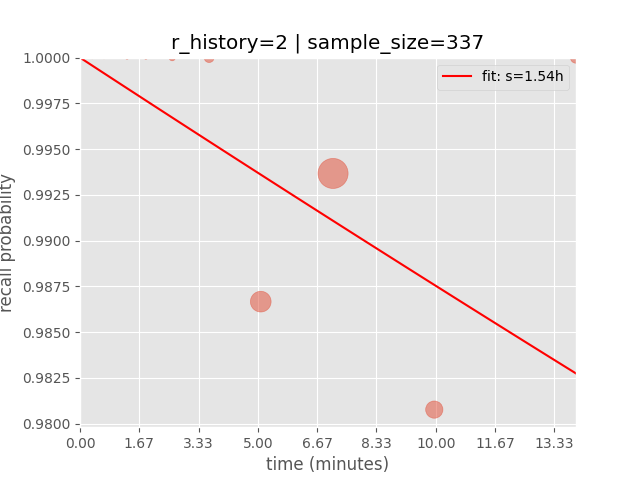 r_history=2 | sample_size=337
fit: s=1.54h
recall probability
1.0000
0.9975
0.9950
0.9925
0.9900
0.9875
0.9850
0.9825
0.9800
0.00 1.67 3.33 5.00 6.67 8.33 10.00 11.67 13.33
time (minutes)